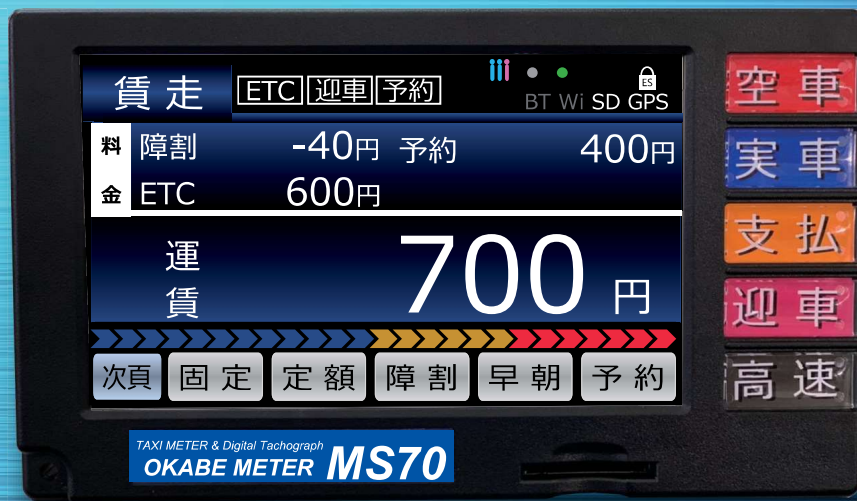 賃走 ETC 迎車 予約
ES
BT Wi SD GPS
料金
障割 -40円 予約 400円
ETC 600円
運賃 700円
次頁 固定 定額 障割 早朝 予約
空車
実車
支払
迎車
高速
TAXI METER & Digital Tachograph
OKABE METER MS70